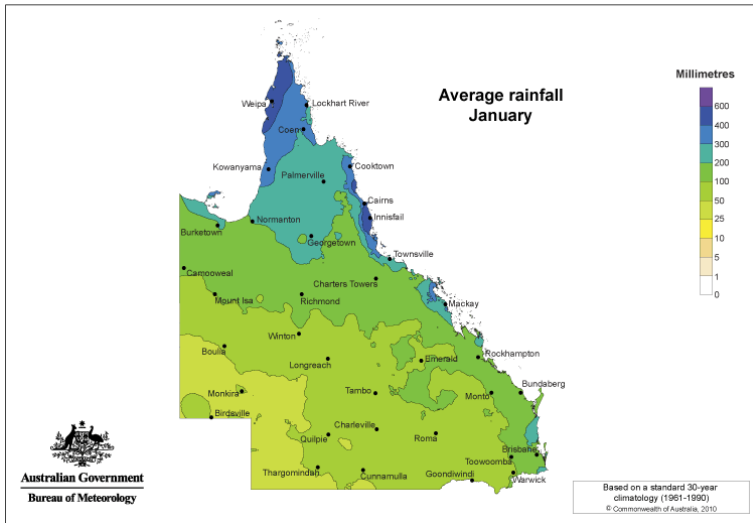 Average rainfall
January
Millimetres
600
400
300
200
100
50
25
10
5
1
0
Weipa
Lockhart River
Coen
Kowanyama
Palmerville
Cooktown
Cairns
Innisfail
Normanton
Burketown
Georgetown
Townsville
Camooweal
Charters Towers
Mount Isa
Richmond
Mackay
Winton
Boulia
Longreach
Emerald
Rockhampton
Monkira
Tambo
Monto
Bundaberg
Birdsville
Charleville
Quilpie
Roma
Brisbane
Toowoomba
Thargomindah
Cunnamulla
Goondiwindi
Warwick
Australian Government
Bureau of Meteorology
Based on a standard 30-year
climatology (1961-1990)
© Commonwealth of Australia, 2010